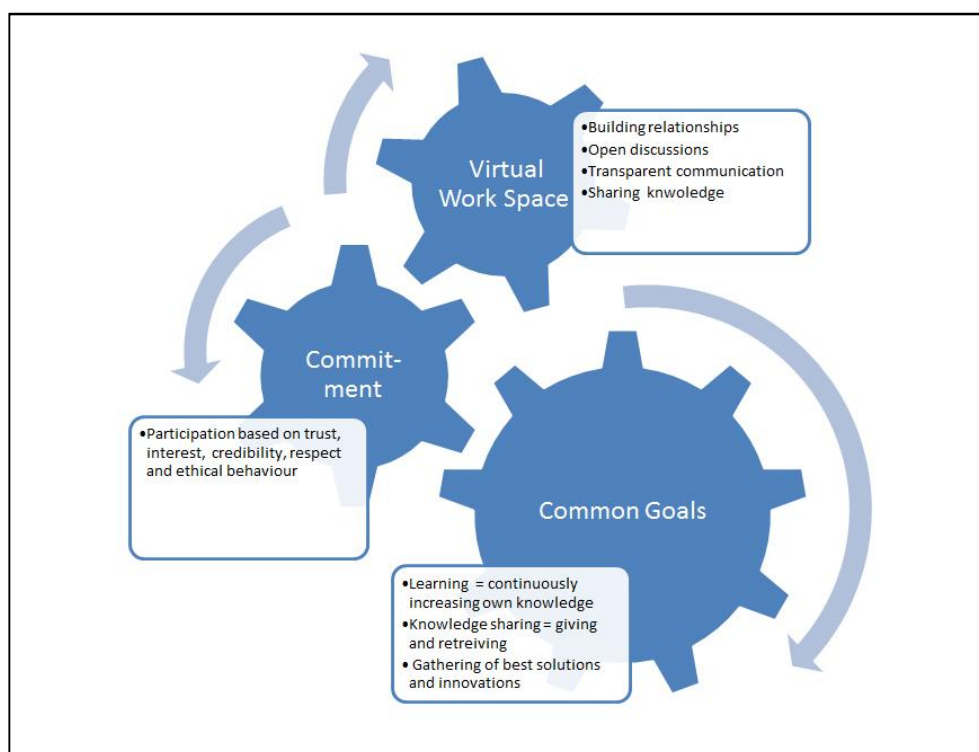 Virtual
Work Space
•Building relationships
•Open discussions
•Transparent communication
•Sharing knwoledge
Commit-
ment
•Participation based on trust,
interest, credibility, respect
and ethical behaviour
Common Goals
•Learning = continuously
increasing own knowledge
•Knowledge sharing = giving
and retreiving
• Gathering of best solutions
and innovations